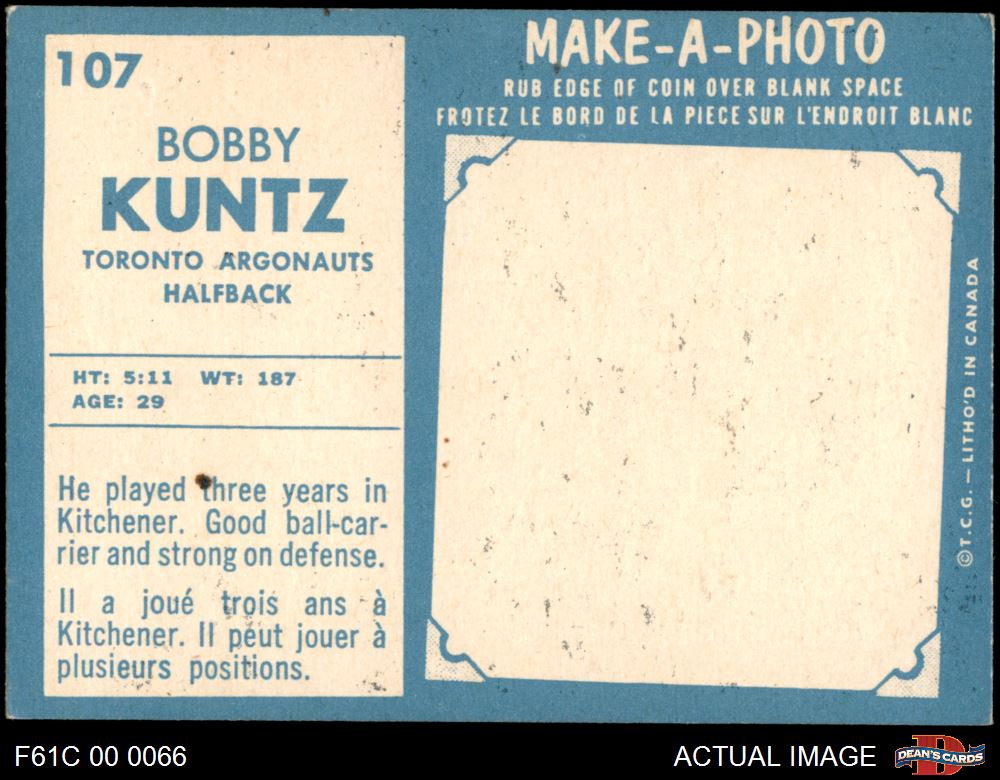 107
BOBBY
KUNTZ
TORONTO ARGONAUTS
HALFBACK
HT: 5:11 WT: 187
AGE: 29
He played three years in
Kitchener. Good ball-car-
rier and strong on defense.
Il a joué trois ans à
Kitchener. Il peut jouer à
plusieurs positions.
MAKE-A-PHOTO
RUB EDGE OF COIN OVER BLANK SPACE
FROTEZ LE BORD DE LA PIECE SUR L'ENDROIT BLANC
© T.C.G. — LITHO'D IN CANADA
F61C 00 0066
ACTUAL IMAGE
D
DEAN'S CARDS